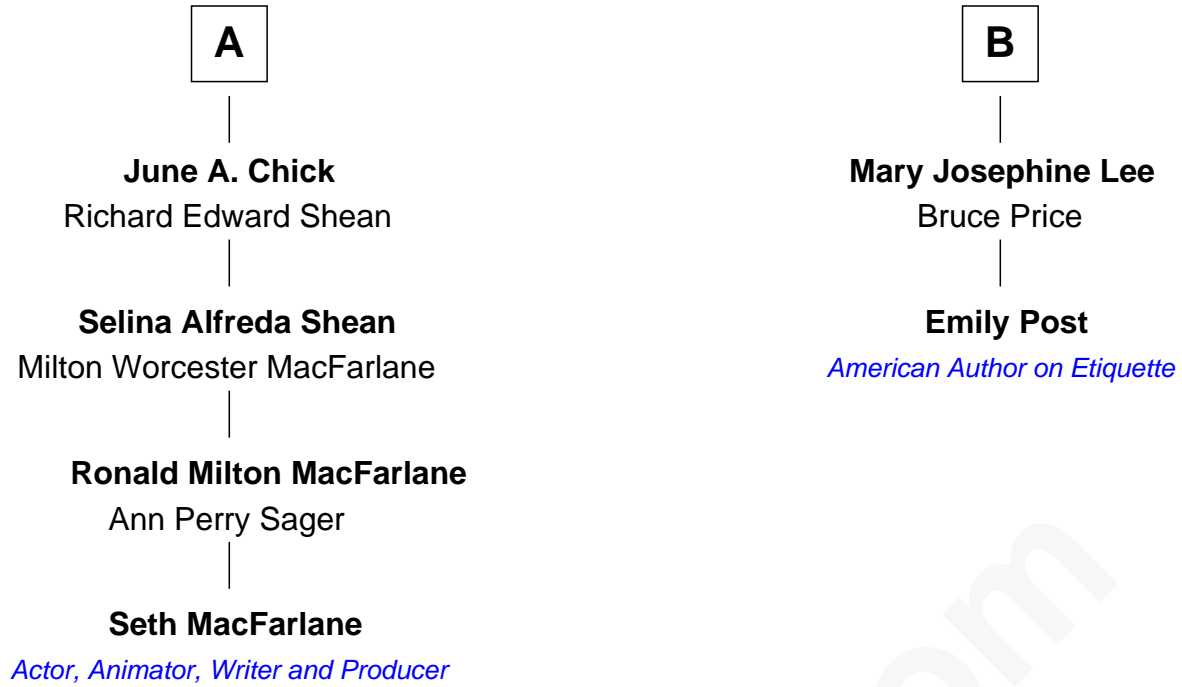 A
June A. Chick
Richard Edward Shean
Selina Alfreda Shean
Milton Worcester MacFarlane
Ronald Milton MacFarlane
Ann Perry Sager
Seth MacFarlane
Actor, Animator, Writer and Producer
B
Mary Josephine Lee
Bruce Price
Emily Post
American Author on Etiquette
om